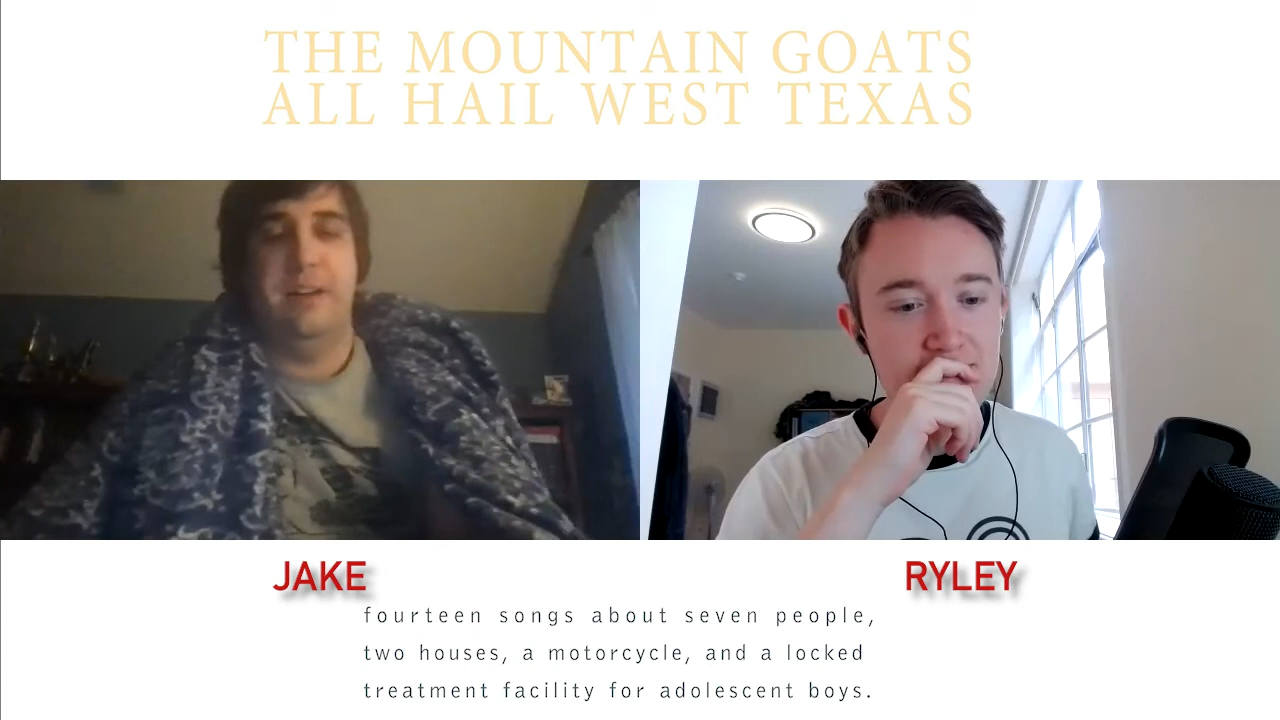 THE MOUNTAIN GOATS
ALL HAIL WEST TEXAS
JAKE
RYLEY
fourteen songs about seven people,
two houses, a motorcycle, and a locked
treatment facility for adolescent boys.